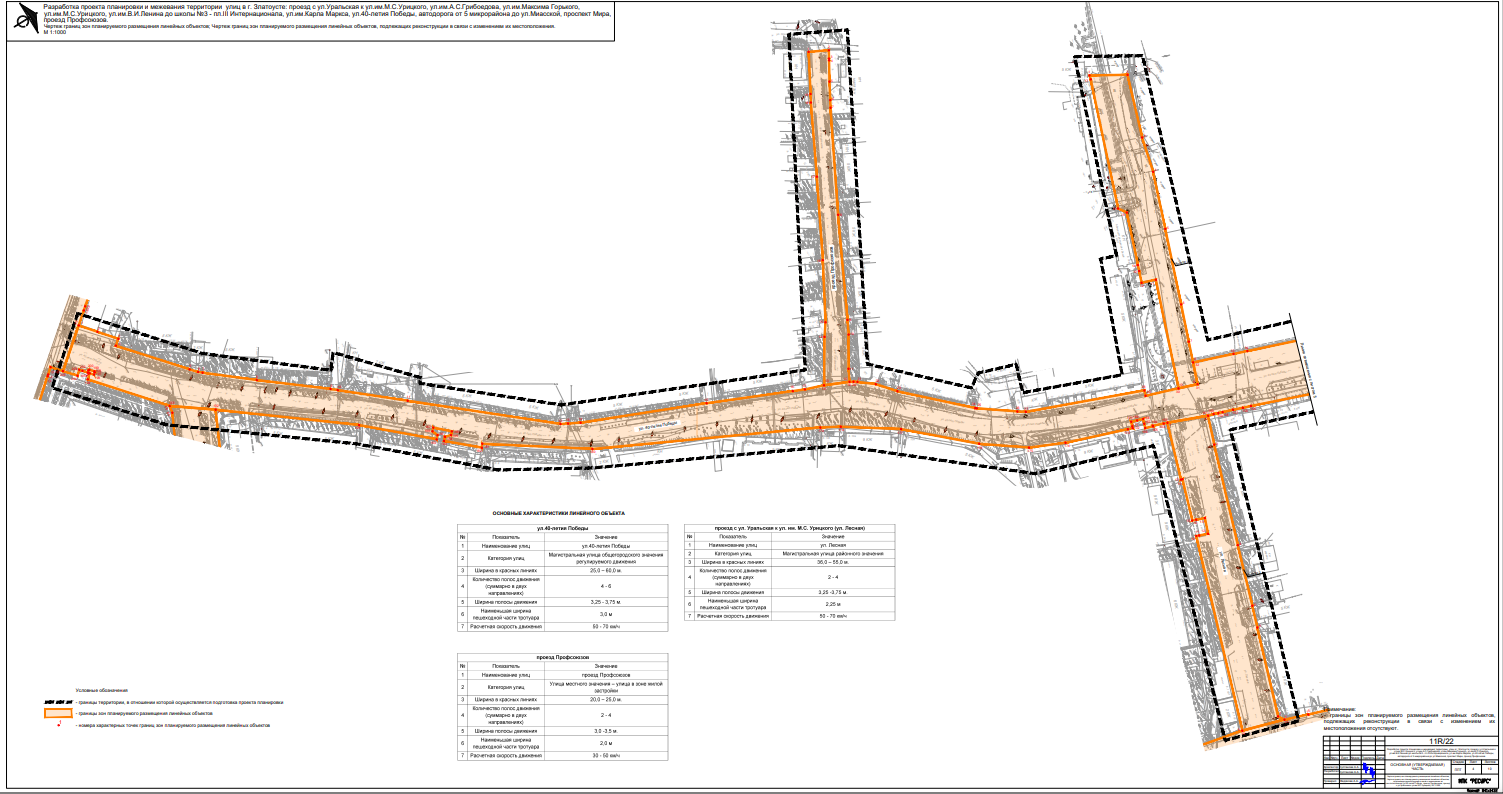 Разработка проекта планировки и межевания территории улиц в г. Златоусте: проезд с ул.Уральская к ул.им.М.С.Урицкого, ул.им.А.С.Грибоедова, ул.им.Максима Горького,
ул.им.М.С.Урицкого, ул.им.В.И.Ленина до школы №3 - пл.III Интернационала, ул.им.Карла Маркса, ул.40-летия Победы, автодорога от 5 микрорайона до ул.Миасской, проспект Мира,
проезд Профсоюзов.
Чертеж границ зон планируемого размещения линейных объектов; Чертеж границ зон планируемого размещения линейных объектов, подлежащих реконструкции в связи с изменением их местоположения.
М 1:1000
проезд Профсоюзов
ул. 40-летия Победы
ОСНОВНЫЕ ХАРАКТЕРИСТИКИ ЛИНЕЙНОГО ОБЪЕКТА
ул.40-летия Победы
№ Показатель Значение
1 Наименование улиц ул.40-летия Победы
2 Категория улиц Магистральная улица общегородского значения
регулируемого движения
3 Ширина в красных линиях 25,0 – 60,0 м.
4 Количество полос движения
(суммарно в двух
направлениях) 4 - 6
5 Ширина полосы движения 3,25 - 3,75 м.
6 Наименьшая ширина
пешеходной части тротуара 3,0 м
7 Расчетная скорость движения 50 - 70 км/ч
проезд с ул. Уральская к ул. им. М.С. Урицкого (ул. Лесная)
№ Показатель Значение
1 Наименование улиц ул. Лесная
2 Категория улиц Магистральная улица районного значения
3 Ширина в красных линиях 36,0 – 55,0 м.
4 Количество полос движения
(суммарно в двух
направлениях) 2 - 4
5 Ширина полосы движения 3,25 -3,75 м.
6 Наименьшая ширина
пешеходной части тротуара 2,25 м
7 Расчетная скорость движения 50 - 70 км/ч
проезд Профсоюзов
№ Показатель Значение
1 Наименование улиц проезд Профсоюзов
2 Категория улиц Улица местного значения – улица в зоне жилой
застройки
3 Ширина в красных линиях 20,0 – 25,0 м.
4 Количество полос движения
(суммарно в двух
направлениях) 2 - 4
5 Ширина полосы движения 3,0 -3,5 м.
6 Наименьшая ширина
пешеходной части тротуара 2,0 м
7 Расчетная скорость движения 30 - 50 км/ч
Условные обозначения
- границы территории, в отношении которой осуществляется подготовка проекта планировки
- границы зон планируемого размещения линейных объектов
- номера характерных точек границ зон планируемого размещения линейных объектов
Примечание:
границы зон планируемого размещения линейных объектов,
подлежащих реконструкции в связи с изменением их
местоположения отсутствуют.
11R/22
ОСНОВНАЯ (УТВЕРЖДАЕМАЯ)
ЧАСТЬ
НПК "РЕСУРС"